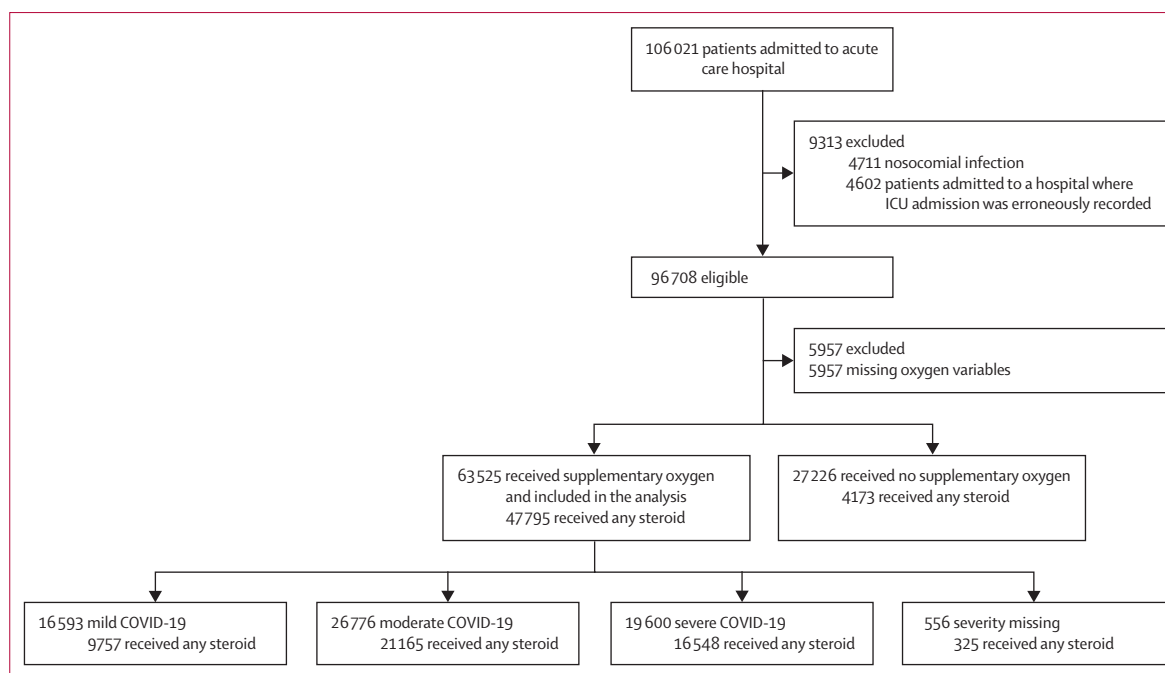 106 021 patients admitted to acute
care hospital
9313 excluded
4711 nosocomial infection
4602 patients admitted to a hospital where
ICU admission was erroneously recorded
96 708 eligible
5957 excluded
5957 missing oxygen variables
63 525 received supplementary oxygen
and included in the analysis
47 795 received any steroid
27 226 received no supplementary oxygen
4173 received any steroid
16 593 mild COVID-19
9757 received any steroid
26 776 moderate COVID-19
21 165 received any steroid
19 600 severe COVID-19
16 548 received any steroid
556 severity missing
325 received any steroid